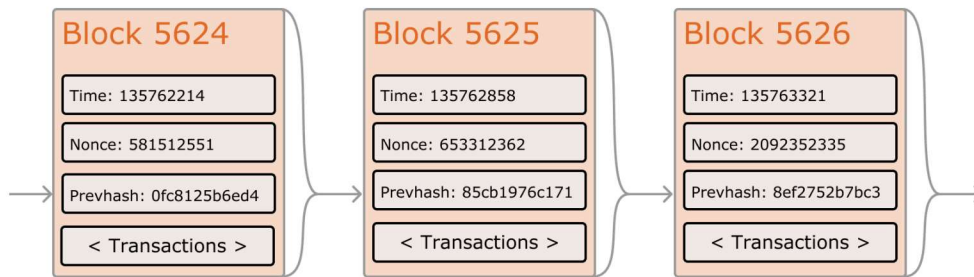 Block 5624
Time: 135762214
Nonce: 581512551
Prevhash: 0fc8125b6ed4
< Transactions >
Block 5625
Time: 135762858
Nonce: 653312362
Prevhash: 85cb1976c171
< Transactions >
Block 5626
Time: 135763321
Nonce: 2092352335
Prevhash: 8ef2752b7bc3
< Transactions >